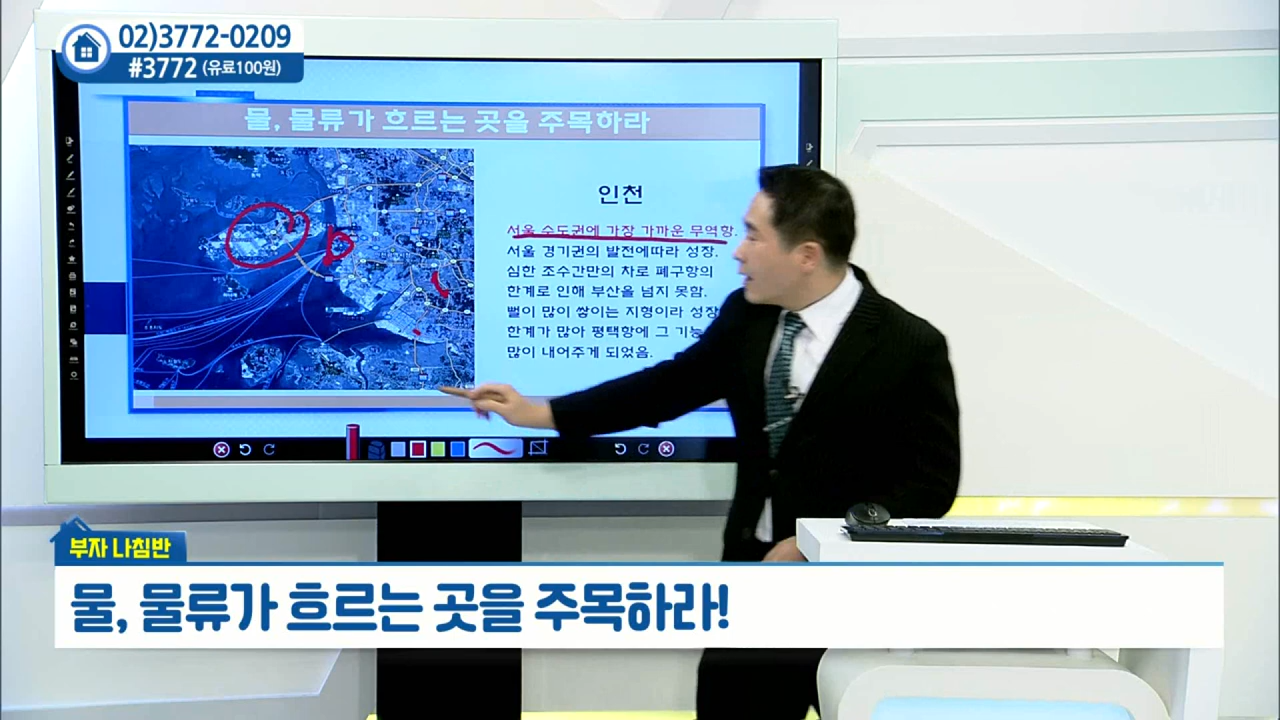 02)3772-0209
#3772 (유료100원)
물, 물류가 흐르는 곳을 주목하라
인천
서울 수도권에 가장 가까운 무역항.
서울 경기권의 발전에따라 성장.
심한 조수간만의 차로 폐구항의
한계로 인해 부산을 넘지 못함.
뻘이 많이 쌓이는 지형이라 성장
한계가 많아 평택항에 그 기능
많이 내어주게 되었음.
부자 나침반
물, 물류가 흐르는 곳을 주목하라!